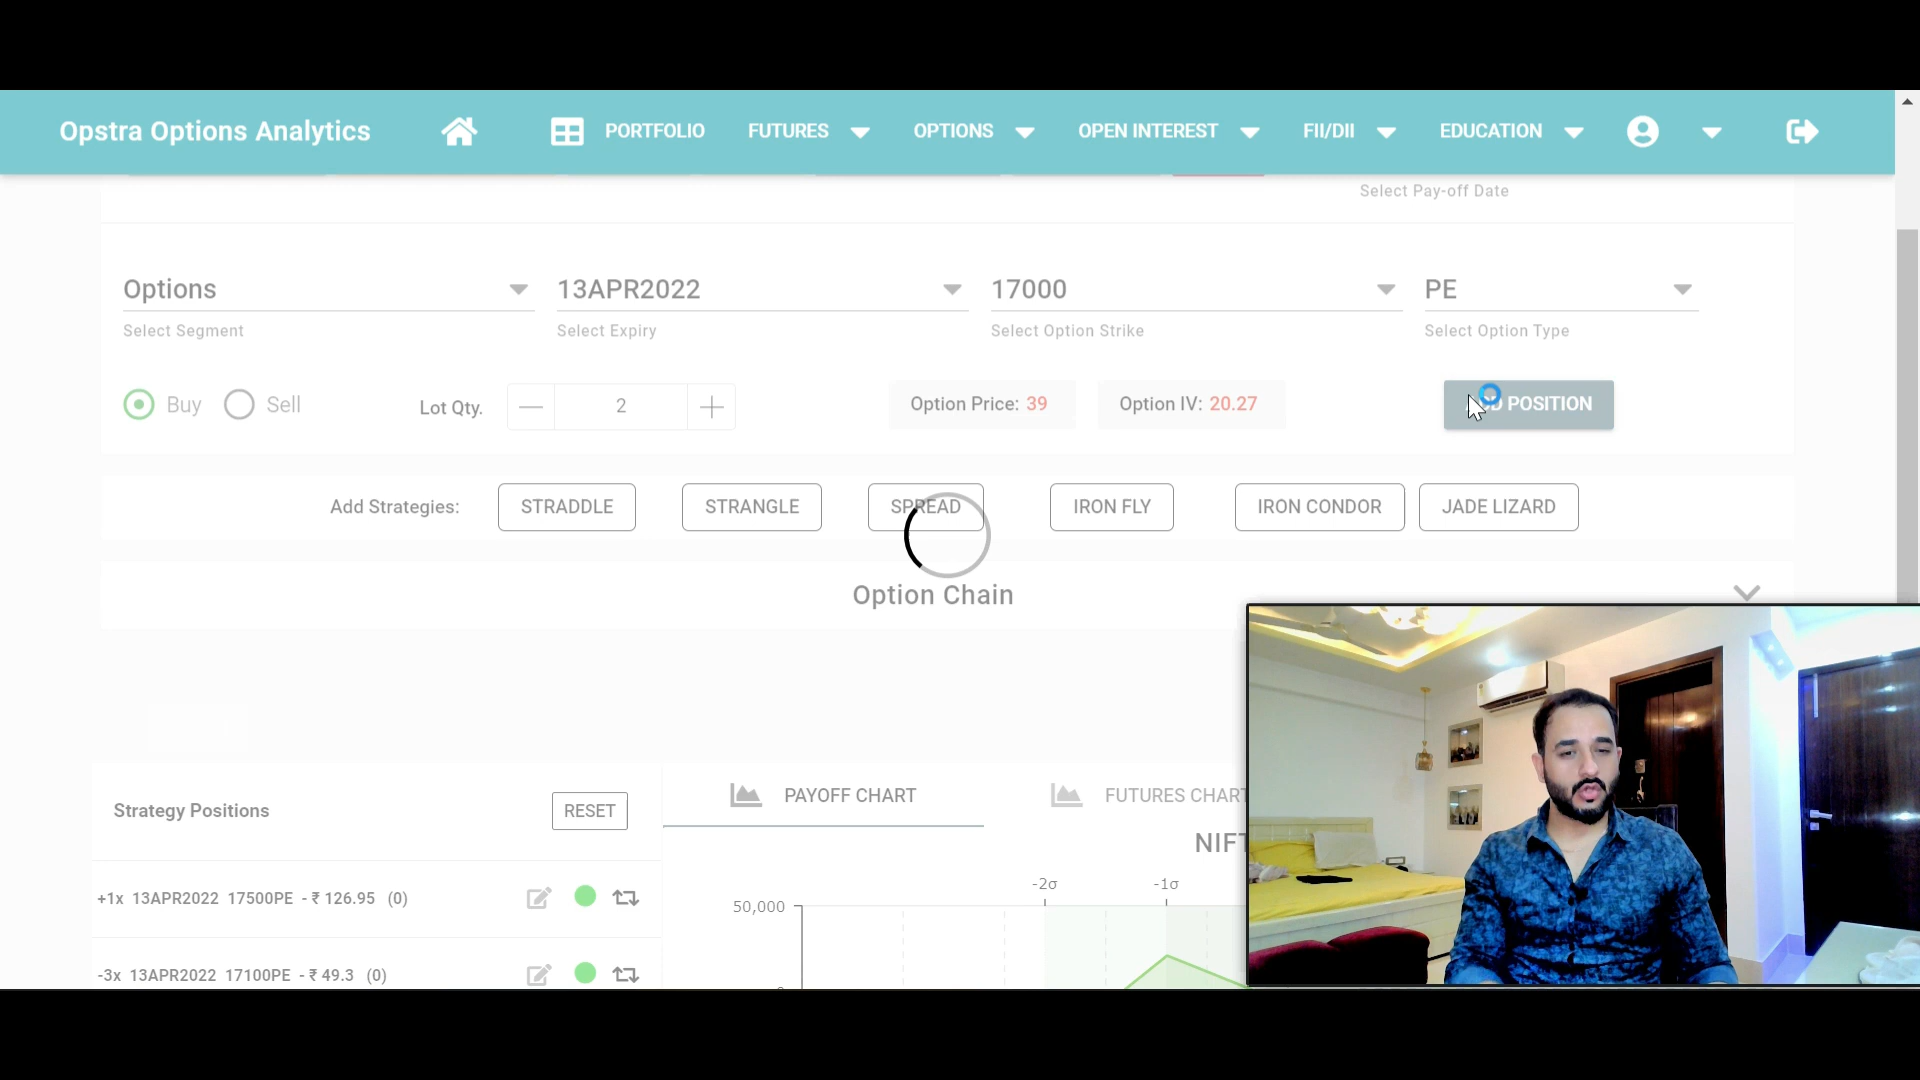 Opstra Options Analytics PORTFOLIO FUTURES OPTIONS OPEN INTEREST FII/DII EDUCATION
Select Pay-off Date
Options 13APR2022 17000 PE
Select Segment Select Expiry Select Option Strike Select Option Type
Buy Sell Lot Qty. 2 Option Price: 39 Option IV: 20.27 POSITION
Add Strategies: STRADDLE STRANGLE SPREAD IRON FLY IRON CONDOR JADE LIZARD
Option Chain
Strategy Positions RESET
PAYOFF CHART FUTURES CHART
NIFT
-2σ -1σ
50,000
+1x 13APR2022 17500PE - ₹ 126.95 (0)
-3x 13APR2022 17100PE - ₹ 49.3 (0)